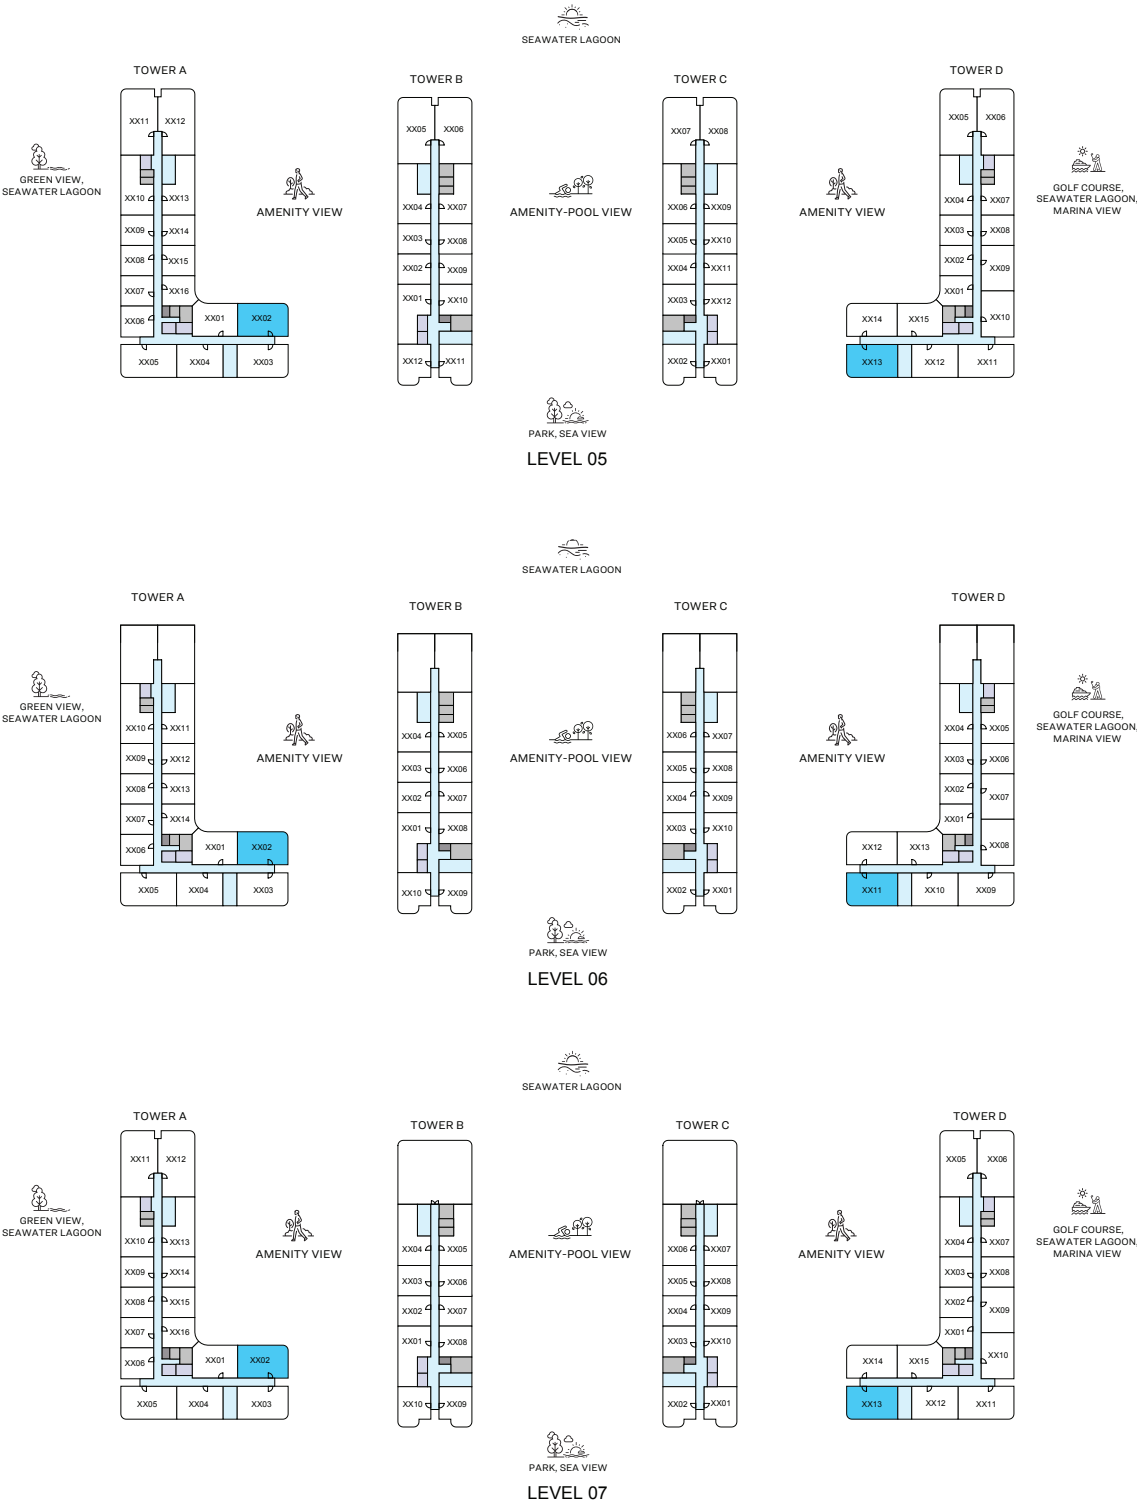 SEAWATER LAGOON
TOWER A
TOWER B
TOWER C
TOWER D
XX11 XX12
XX05 XX06
XX07 XX08
XX05 XX06
GREEN VIEW,
SEAWATER LAGOON
AMENITY VIEW
AMENITY-POOL VIEW
AMENITY VIEW
GOLF COURSE,
SEAWATER LAGOON,
MARINA VIEW
XX10 XX13
XX04 XX07
XX06 XX09
XX04 XX07
XX09 XX14
XX03 XX08
XX05 XX10
XX03 XX08
XX08 XX15
XX02 XX09
XX04 XX11
XX02 XX09
XX07 XX16
XX01 XX10
XX03 XX12
XX01 XX10
XX06 XX01 XX02
XX14 XX15
XX05 XX04 XX03
XX12 XX11
XX02 XX01
XX13 XX12 XX11
PARK, SEA VIEW
LEVEL 05
SEAWATER LAGOON
TOWER A
TOWER B
TOWER C
TOWER D
GREEN VIEW,
SEAWATER LAGOON
AMENITY VIEW
AMENITY-POOL VIEW
AMENITY VIEW
GOLF COURSE,
SEAWATER LAGOON,
MARINA VIEW
XX10 XX11
XX04 XX05
XX06 XX07
XX04 XX05
XX09 XX12
XX03 XX06
XX05 XX08
XX03 XX06
XX08 XX13
XX02 XX07
XX04 XX09
XX02 XX07
XX07 XX14
XX01 XX08
XX03 XX10
XX01 XX08
XX06 XX01 XX02
XX12 XX13
XX05 XX04 XX03
XX10 XX09
XX02 XX01
XX11 XX10 XX09
PARK, SEA VIEW
LEVEL 06
SEAWATER LAGOON
TOWER A
TOWER B
TOWER C
TOWER D
XX11 XX12
XX05 XX06
GREEN VIEW,
SEAWATER LAGOON
AMENITY VIEW
AMENITY-POOL VIEW
AMENITY VIEW
GOLF COURSE,
SEAWATER LAGOON,
MARINA VIEW
XX10 XX13
XX04 XX05
XX06 XX07
XX04 XX07
XX09 XX14
XX03 XX06
XX05 XX08
XX03 XX08
XX08 XX15
XX02 XX07
XX04 XX09
XX02 XX09
XX07 XX16
XX01 XX08
XX03 XX10
XX01 XX10
XX06 XX01 XX02
XX14 XX15
XX05 XX04 XX03
XX10 XX09
XX02 XX01
XX13 XX12 XX11
PARK, SEA VIEW
LEVEL 07